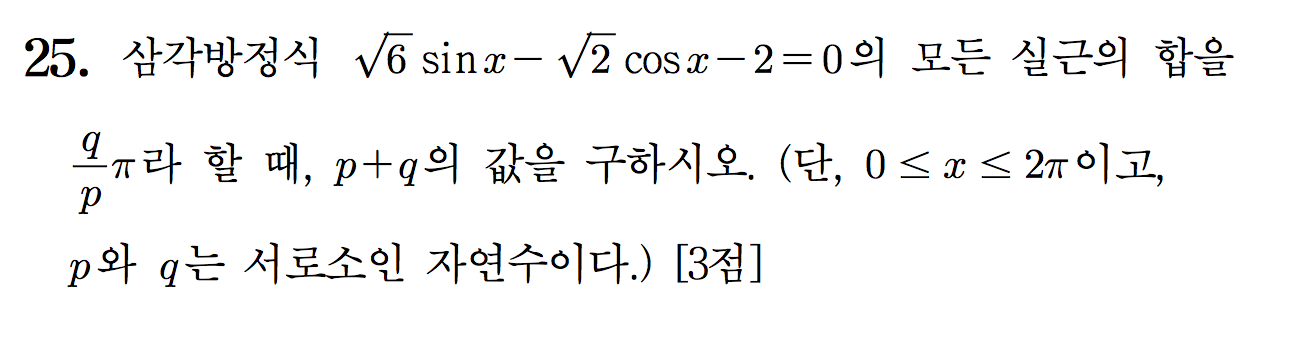 25. 삼각방정식 √6 sin x − √2 cos x − 2 = 0의 모든 실근의 합을
q/p π라 할 때, p+q의 값을 구하시오. (단, 0 ≤ x ≤ 2π이고,
p와 q는 서로소인 자연수이다.) [3점]